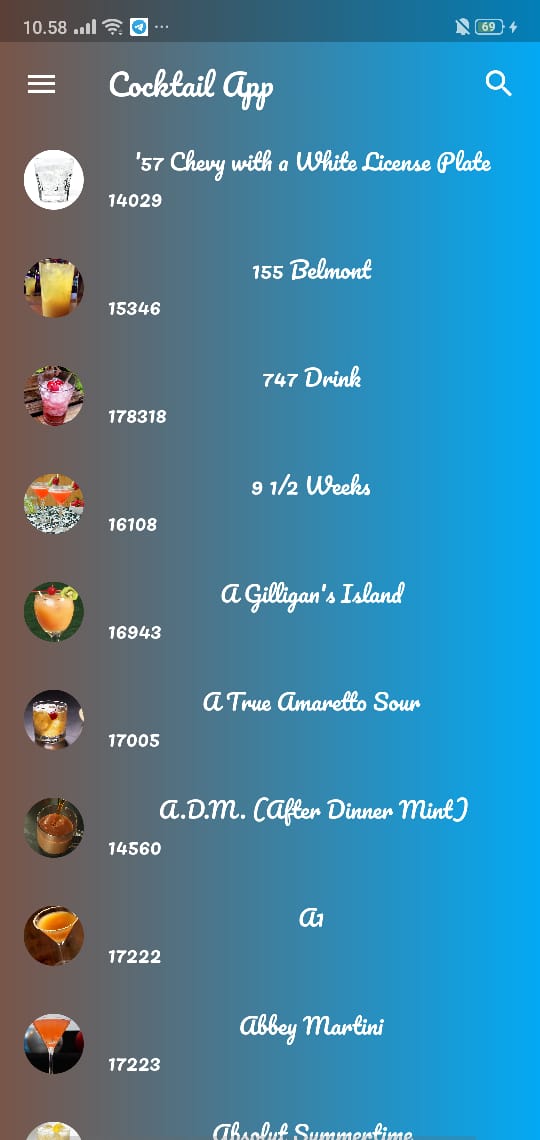 10.58
69
Cocktail App
'57 Chevy with a White License Plate
14029
155 Belmont
15346
747 Drink
178318
9 1/2 Weeks
16108
A Gilligan's Island
16943
A True Amaretto Sour
17005
A.D.M. (After Dinner Mint)
14560
A1
17222
Abbey Martini
17223
Absolut Summertime